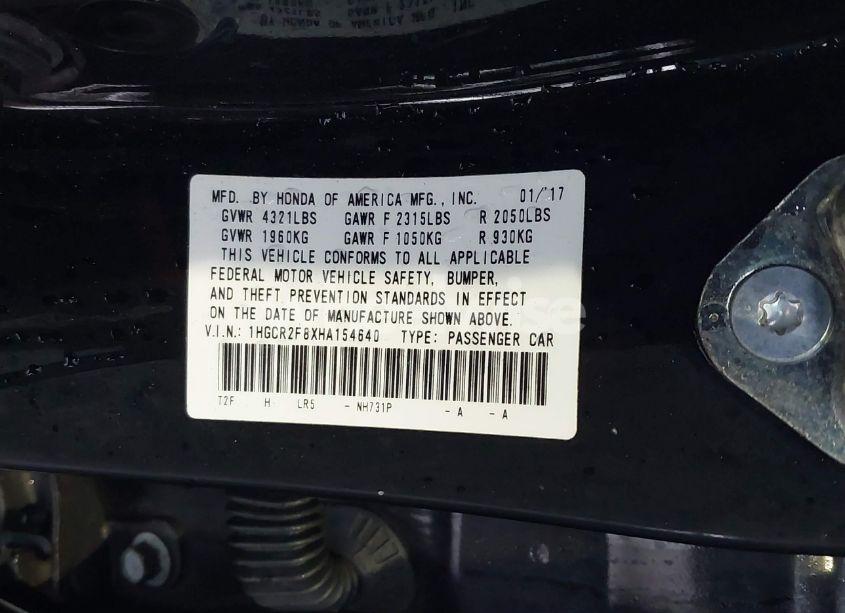 MFD. BY HONDA OF AMERICA MFG., INC. 01/'17
GVWR 4321LBS GAWR F 2315LBS R 2050LBS
GVWR 1960KG GAWR F 1050KG R 930KG
THIS VEHICLE CONFORMS TO ALL APPLICABLE
FEDERAL MOTOR VEHICLE SAFETY, BUMPER,
AND THEFT PREVENTION STANDARDS IN EFFECT
ON THE DATE OF MANUFACTURE SHOWN ABOVE.
V.I.N.: 1HGCR2F8XHA154640 TYPE: PASSENGER CAR
T2F H LR5 - NH731P - A - A